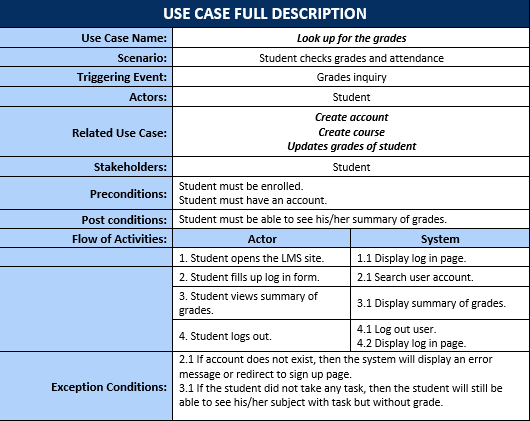 USE CASE FULL DESCRIPTION
Use Case Name: Look up for the grades
Scenario: Student checks grades and attendance
Triggering Event: Grades inquiry
Actors: Student
Related Use Case: Create account
Create course
Updates grades of student
Stakeholders: Student
Preconditions: Student must be enrolled.
Student must have an account.
Post conditions: Student must be able to see his/her summary of grades.
Flow of Activities: Actor System
1. Student opens the LMS site. 1.1 Display log in page.
2. Student fills up log in form. 2.1 Search user account.
3. Student views summary of
grades. 3.1 Display summary of grades.
4. Student logs out. 4.1 Log out user.
4.2 Display log in page.
Exception Conditions: 2.1 If account does not exist, then the system will display an error
message or redirect to sign up page.
3.1 If the student did not take any task, then the student will still be
able to see his/her subject with task but without grade.